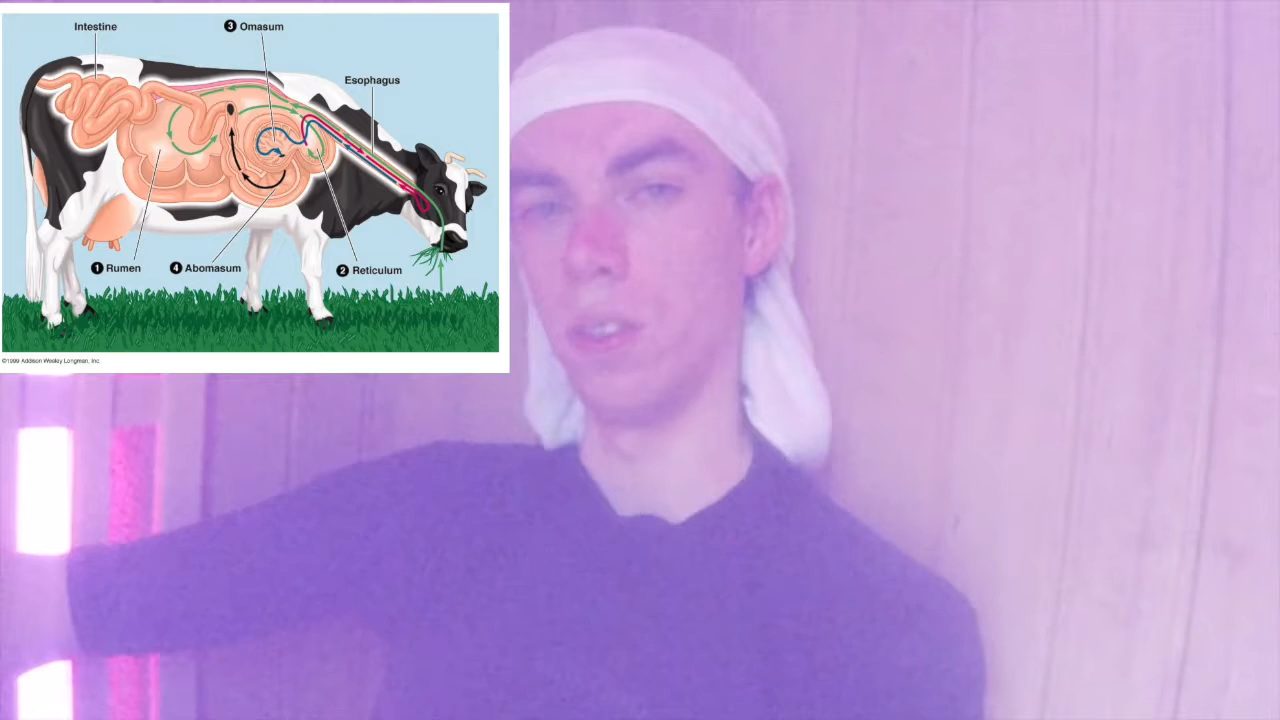 Intestine
3 Omasum
Esophagus
1 Rumen
4 Abomasum
2 Reticulum
©1999 Addison Wesley Longman, Inc.